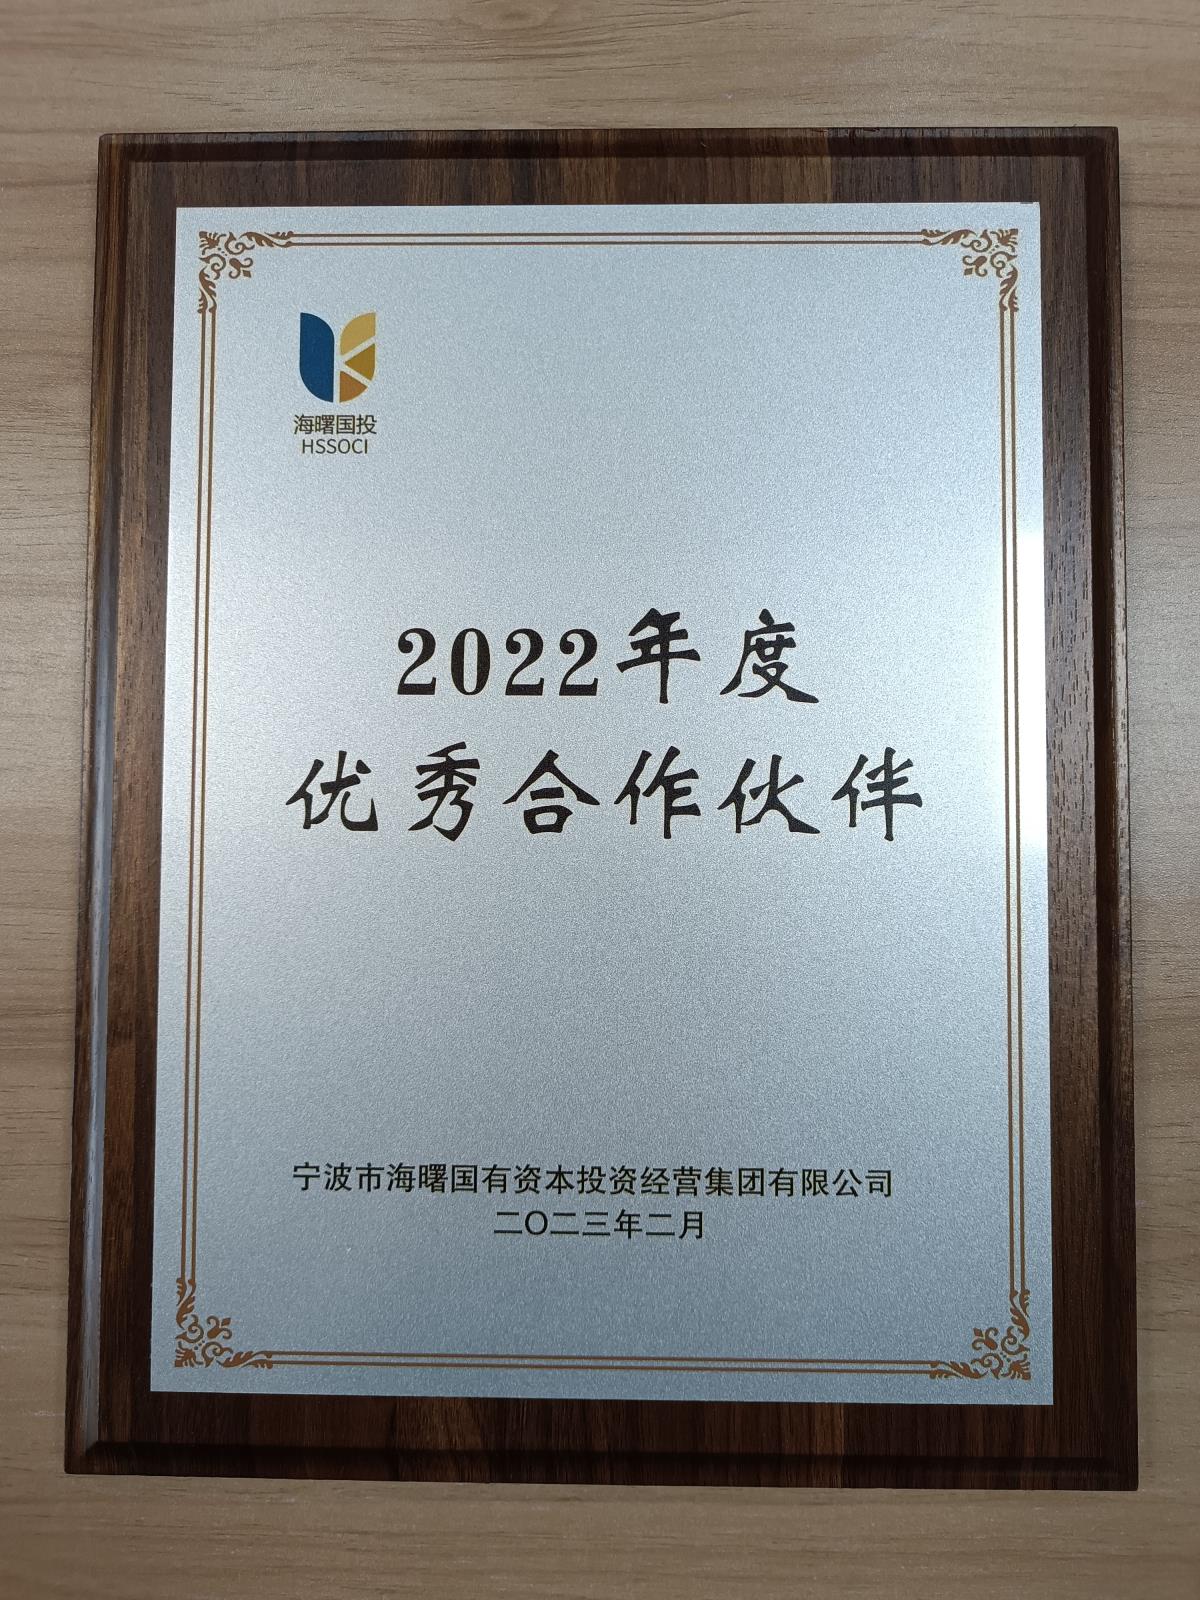 海曙国投
HSSOCI
2022年度
优秀合作伙伴
宁波市海曙国有资本投资经营集团有限公司
二〇二三年二月